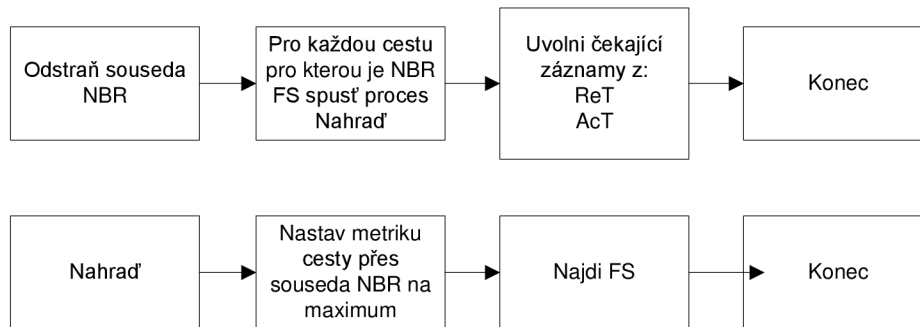 Odstraň souseda
NBR
Pro každou cestu
pro kterou je NBR
FS spusť proces
Nahraď
Uvolni čekající
záznamy z:
ReT
AcT
Konec
Nahraď
Nastav metriku
cesty přes
souseda NBR na
maximum
Najdi FS
Konec